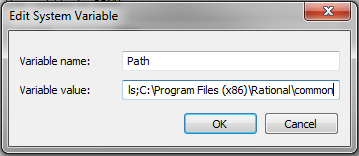 Edit System Variable
Variable name: Path
Variable value: ls;C:\Program Files (x86)\Rational\common
OK Cancel